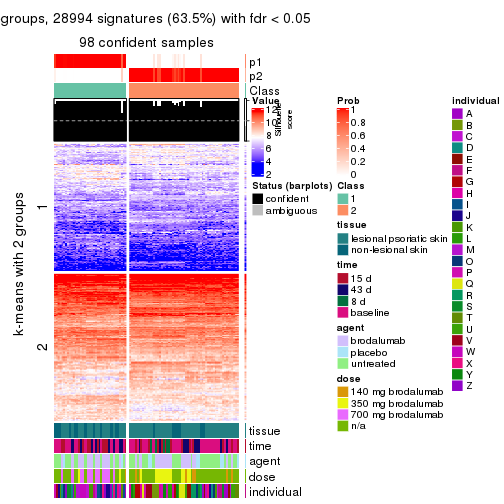 groups, 28994 signatures (63.5%) with fdr < 0.05
98 confident samples
p1
p2
Class
k-means with 2 groups
1
2
tissue
time
agent
dose
individual
Silhouette
score
Value
12
10
8
6
4
2
Status (barplots)
confident
ambiguous
Prob
1
0.8
0.6
0.4
0.2
0
Class
1
2
tissue
lesional psoriatic skin
non-lesional skin
time
15 d
43 d
8 d
baseline
agent
brodalumab
placebo
untreated
dose
140 mg brodalumab
350 mg brodalumab
700 mg brodalumab
n/a
individual
A
B
C
D
E
F
G
H
I
J
K
L
M
O
P
Q
R
S
T
U
V
W
X
Y
Z